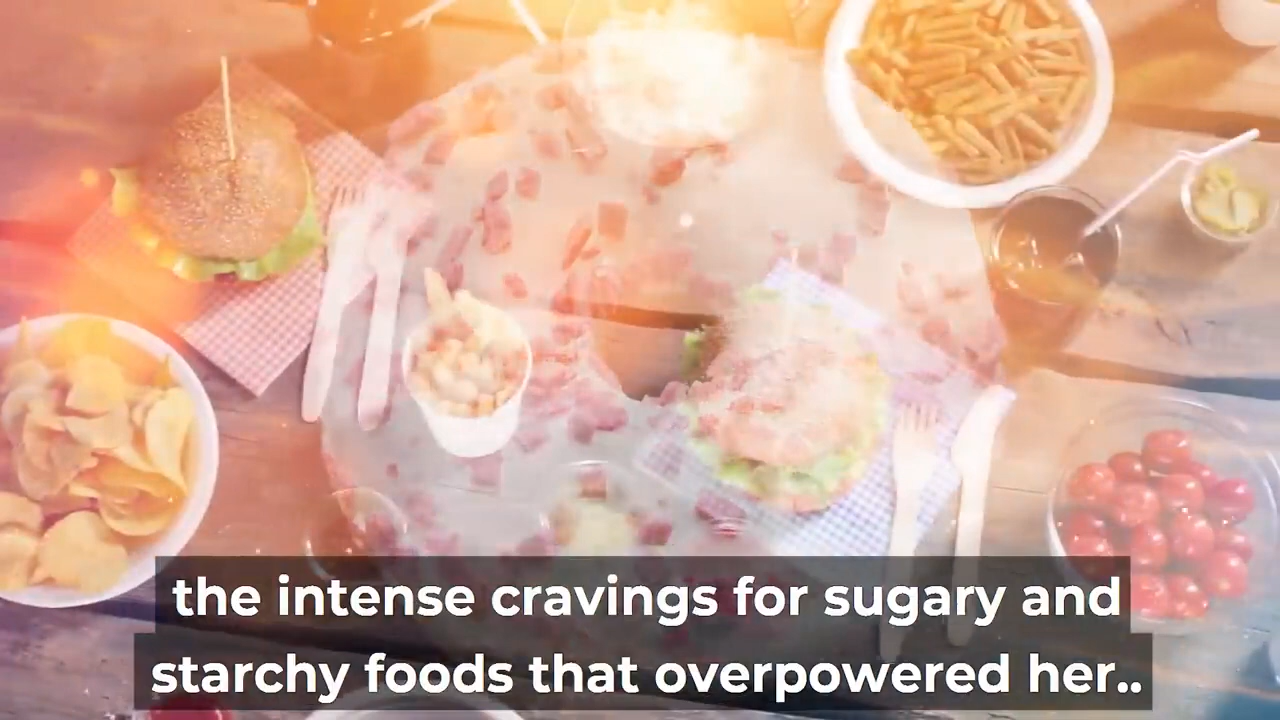 the intense cravings for sugary and
starchy foods that overpowered her..